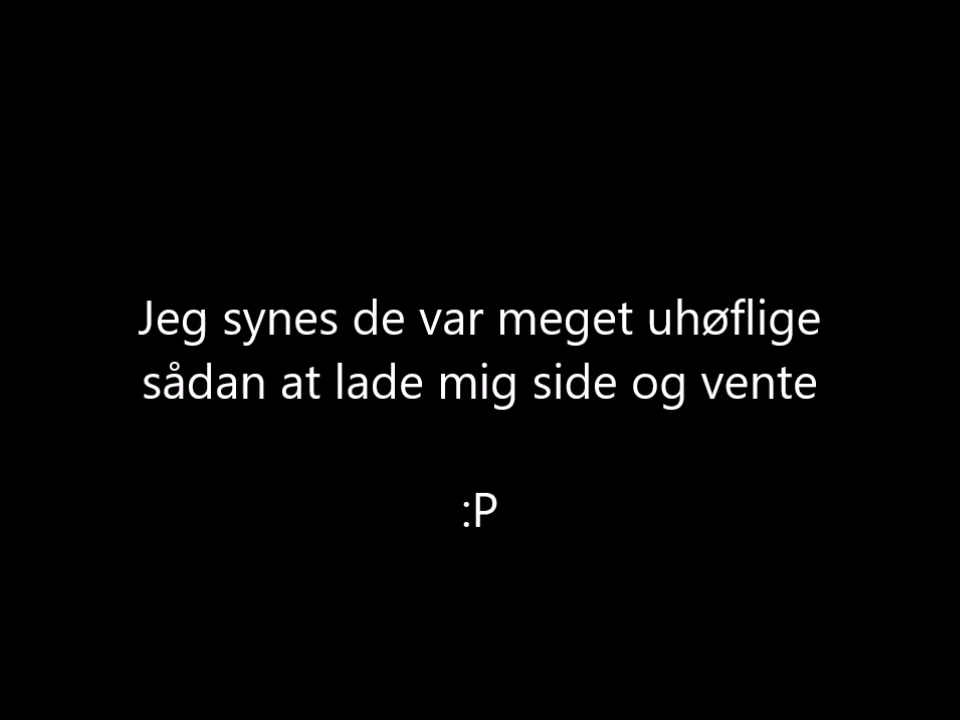 Jeg synes de var meget uhøflige
sådan at lade mig side og vente
:P